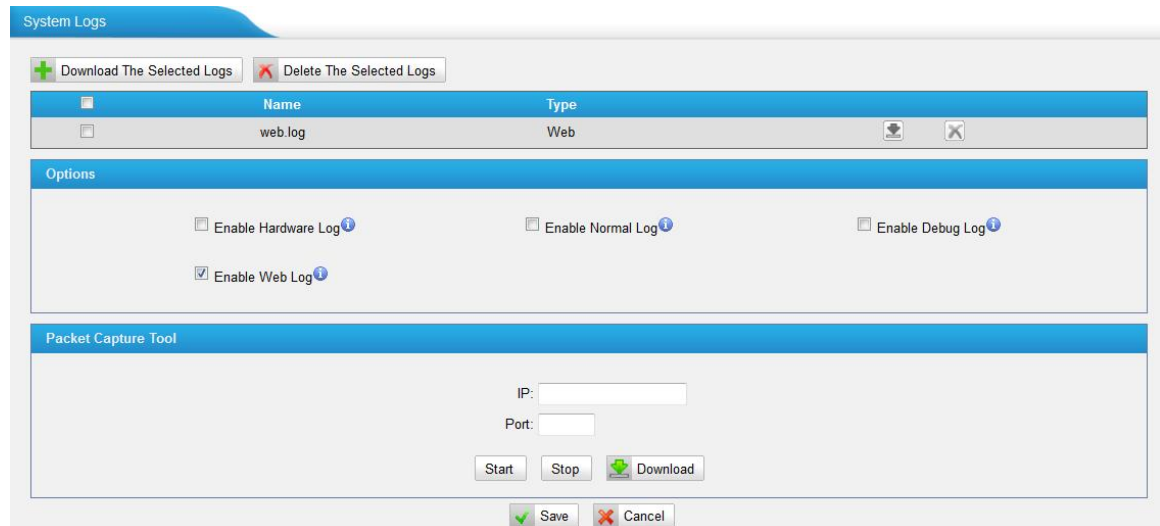 System Logs
Download The Selected Logs Delete The Selected Logs
Name Type
web.log Web
Options
Enable Hardware Log Enable Normal Log Enable Debug Log
Enable Web Log
Packet Capture Tool
IP:
Port:
Start Stop Download
Save Cancel